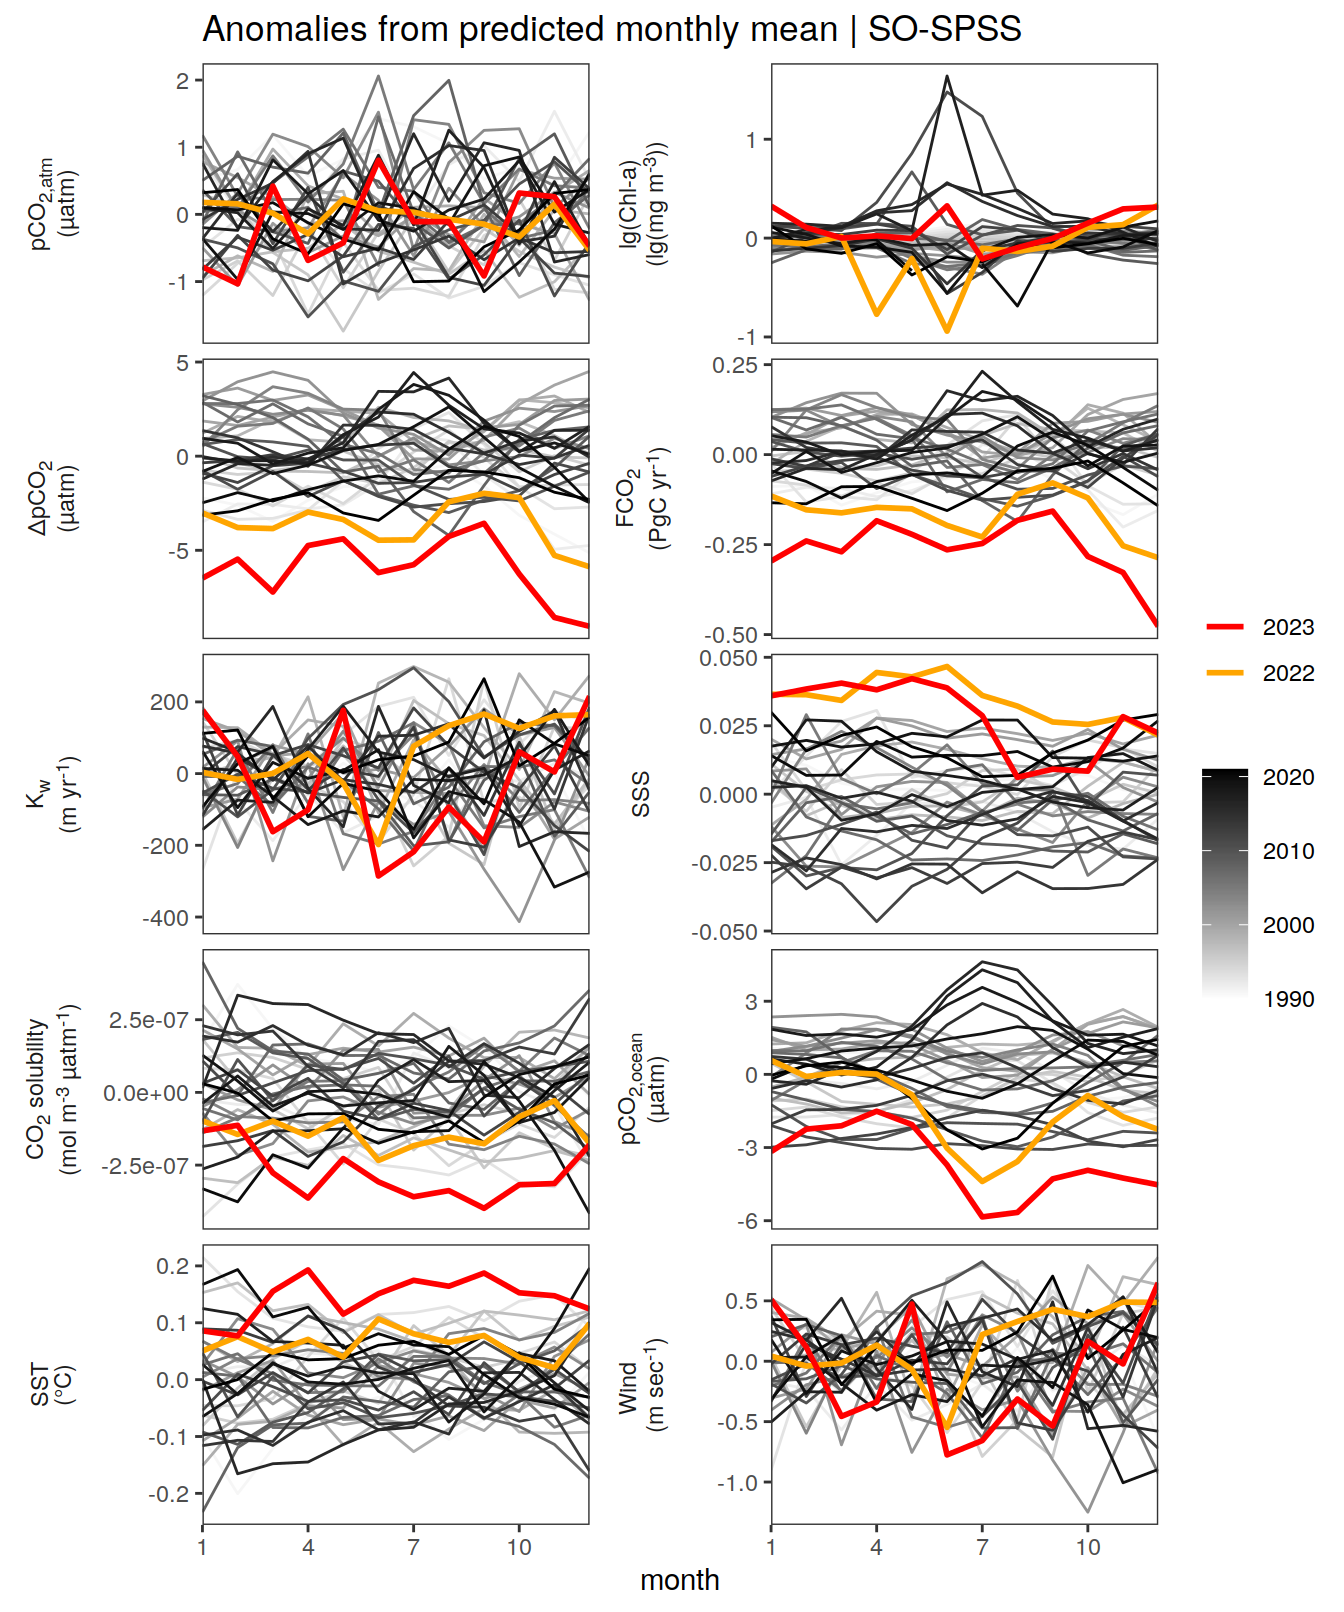 Anomalies from predicted monthly mean | SO-SPSS
pCO2,atm
(µatm)
2
1
0
-1
lg(Chl-a)
(lg(mg m-3))
1
0
-1
ΔpCO2
(µatm)
5
0
-5
FCO2
(PgC yr-1)
0.25
0.00
-0.25
-0.50
Kw
(m yr-1)
200
0
-200
-400
SSS
0.050
0.025
0.000
-0.025
-0.050
CO2 solubility
(mol m-3 µatm-1)
2.5e-07
0.0e+00
-2.5e-07
pCO2,ocean
(µatm)
3
0
-3
-6
SST
(°C)
0.2
0.1
0.0
-0.1
-0.2
Wind
(m sec-1)
0.5
0.0
-0.5
-1.0
1 4 7 10
1 4 7 10
month
2023
2022
2020
2010
2000
1990